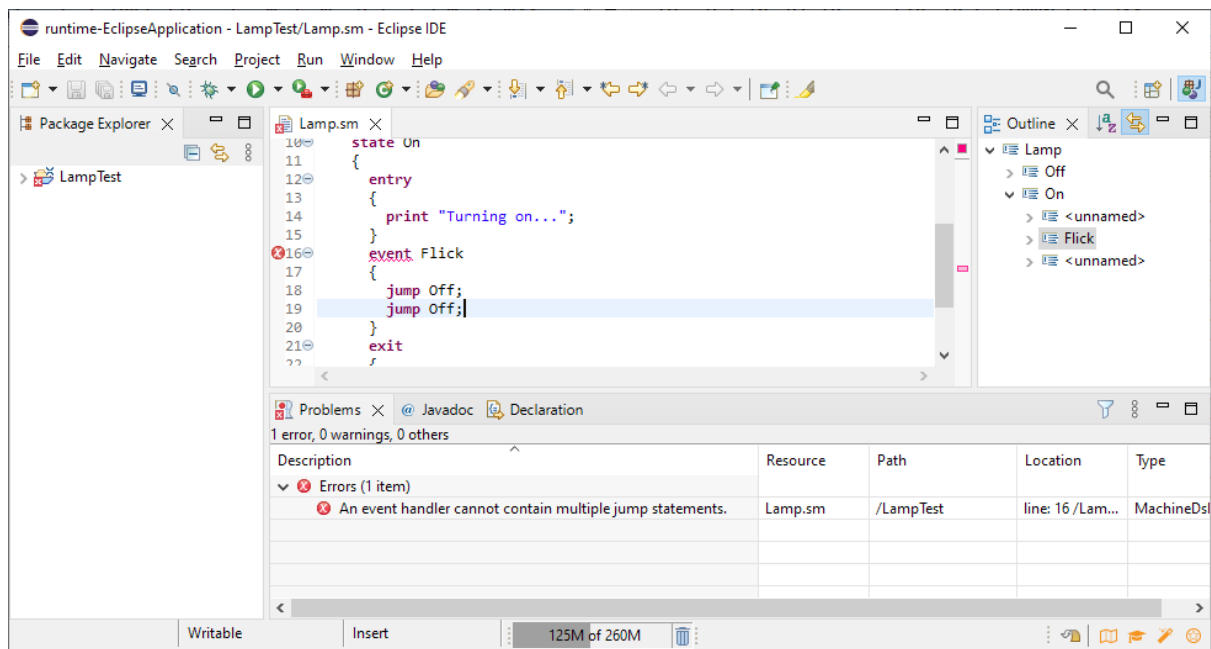 runtime-EclipseApplication - LampTest/Lamp.sm - Eclipse IDE
File Edit Navigate Search Project Run Window Help
Package Explorer
LampTest
Lamp.sm
10 state On
11 {
12 entry
13 {
14 print "Turning on...";
15 }
16 event Flick
17 {
18 jump Off;
19 jump Off;
20 }
21 exit
22 {
Outline
Lamp
Off
On
<unnamed>
Flick
<unnamed>
Problems @ Javadoc Declaration
1 error, 0 warnings, 0 others
Description Resource Path Location Type
Errors (1 item)
An event handler cannot contain multiple jump statements. Lamp.sm /LampTest line: 16 /Lam... MachineDsl
Writable Insert 125M of 260M